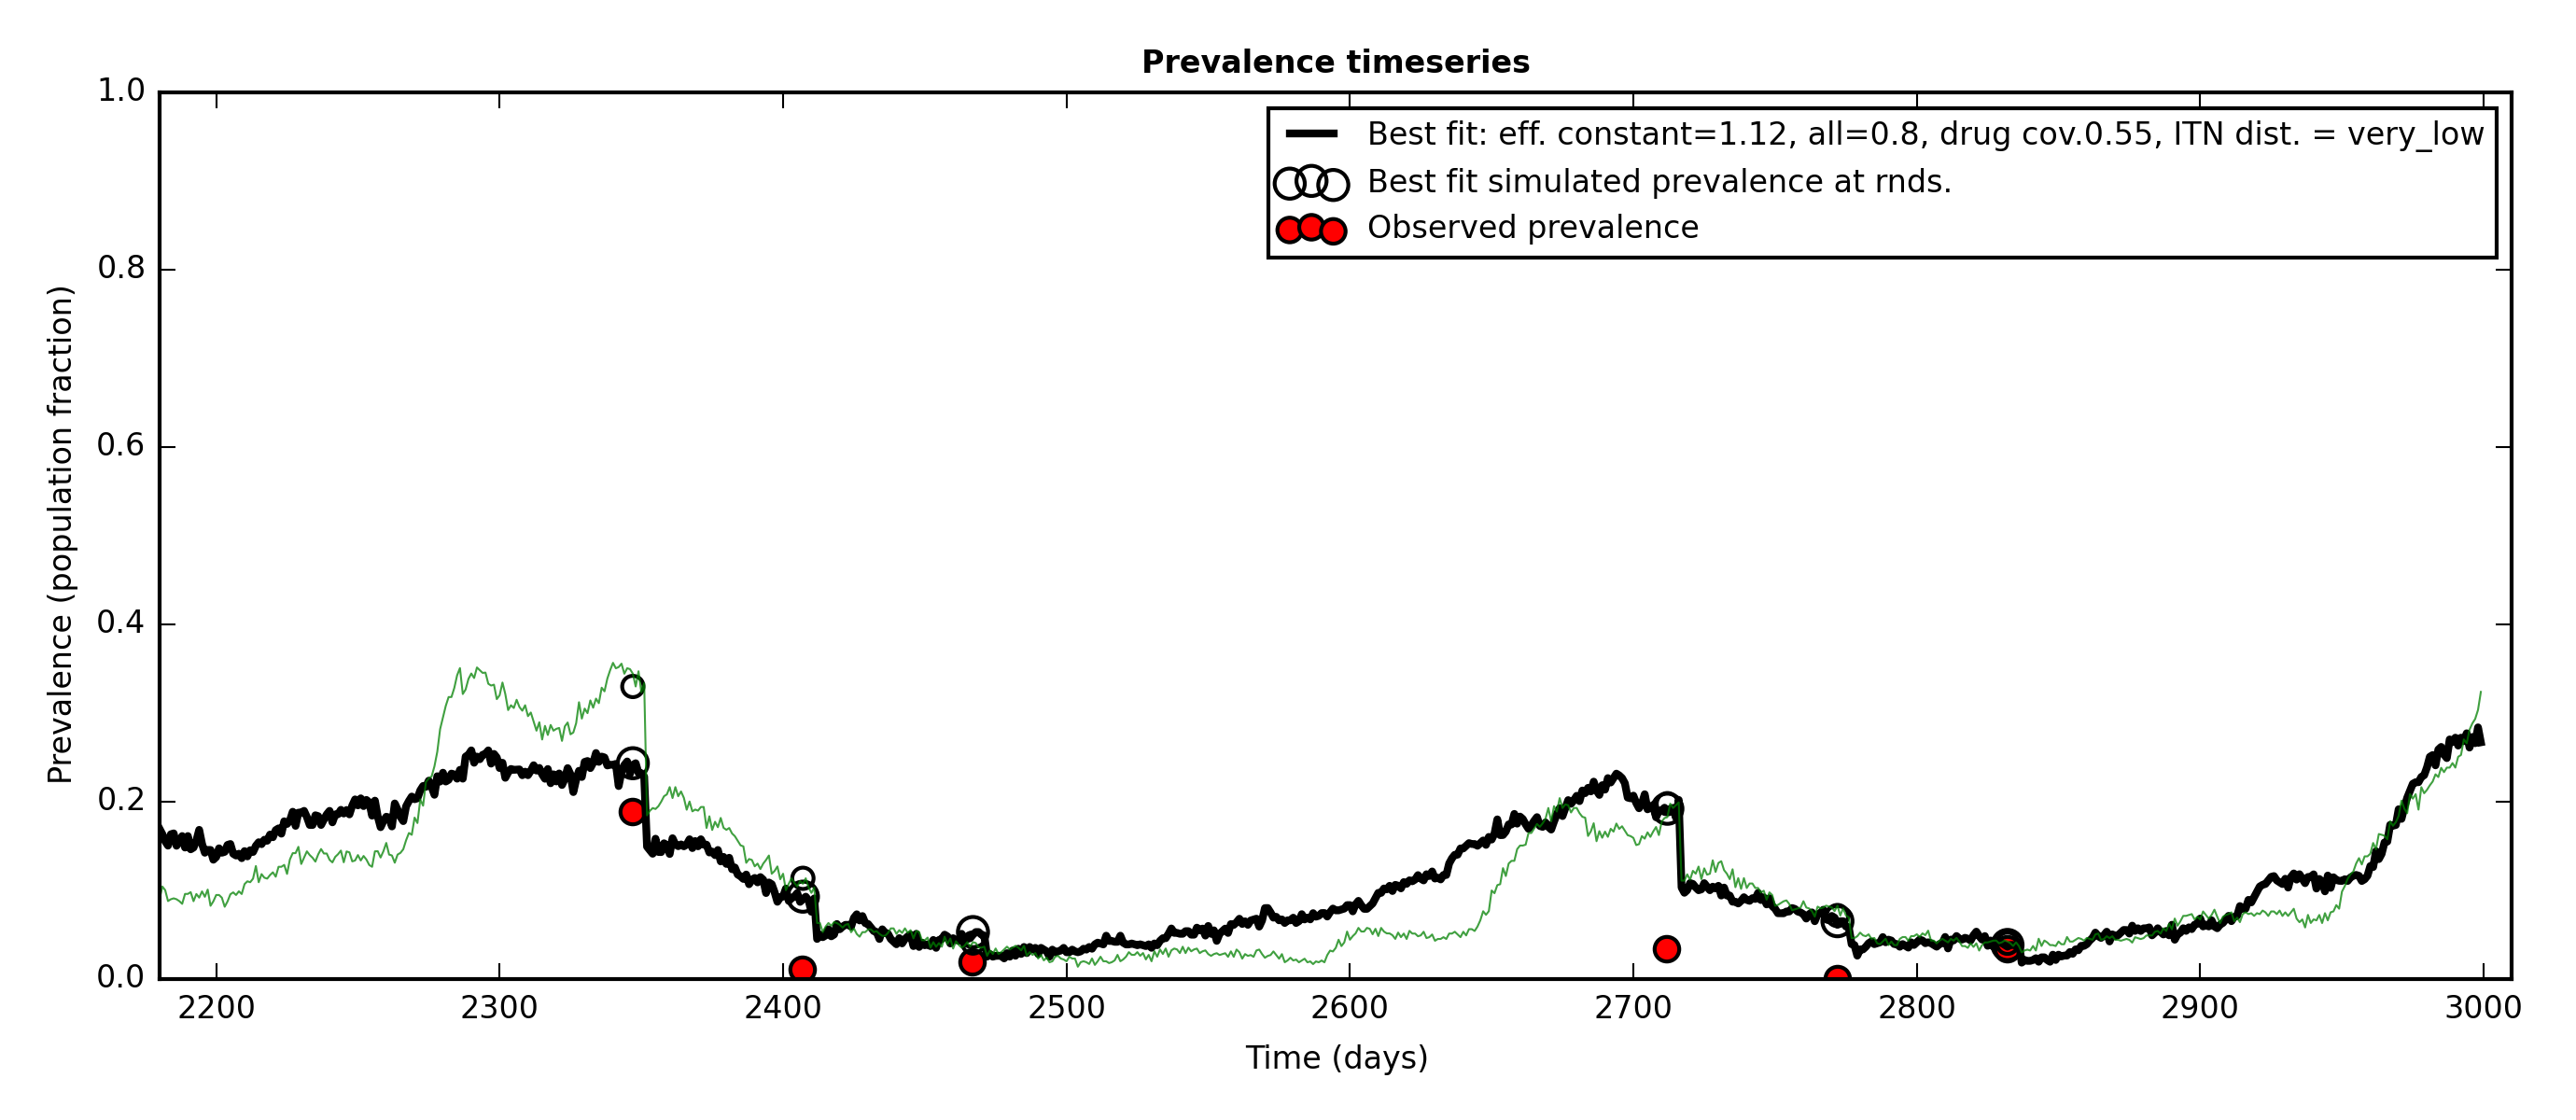 Prevalence timeseries
1.0
0.8
0.6
0.4
0.2
0.0
Prevalence (population fraction)
Best fit: eff. constant=1.12, all=0.8, drug cov.0.55, ITN dist. = very_low
Best fit simulated prevalence at rnds.
Observed prevalence
2200 2300 2400 2500 2600 2700 2800 2900 3000
Time (days)